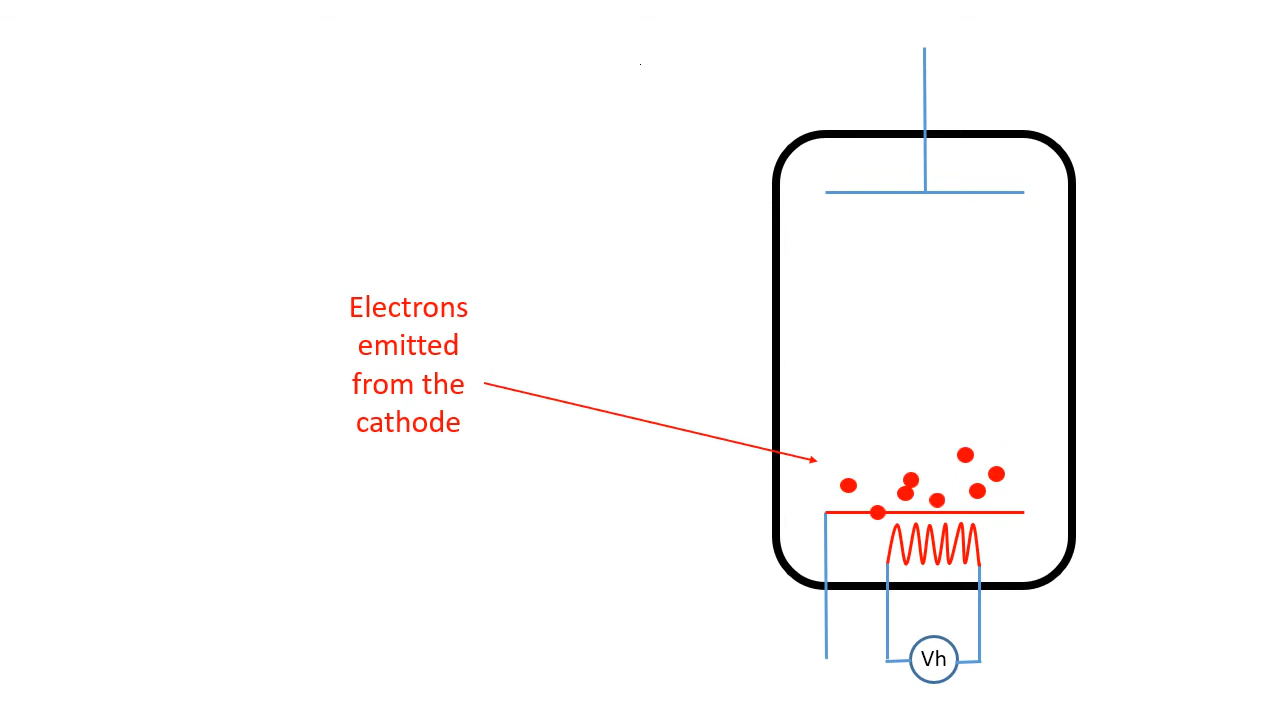 Electrons
emitted
from the
cathode
Vh